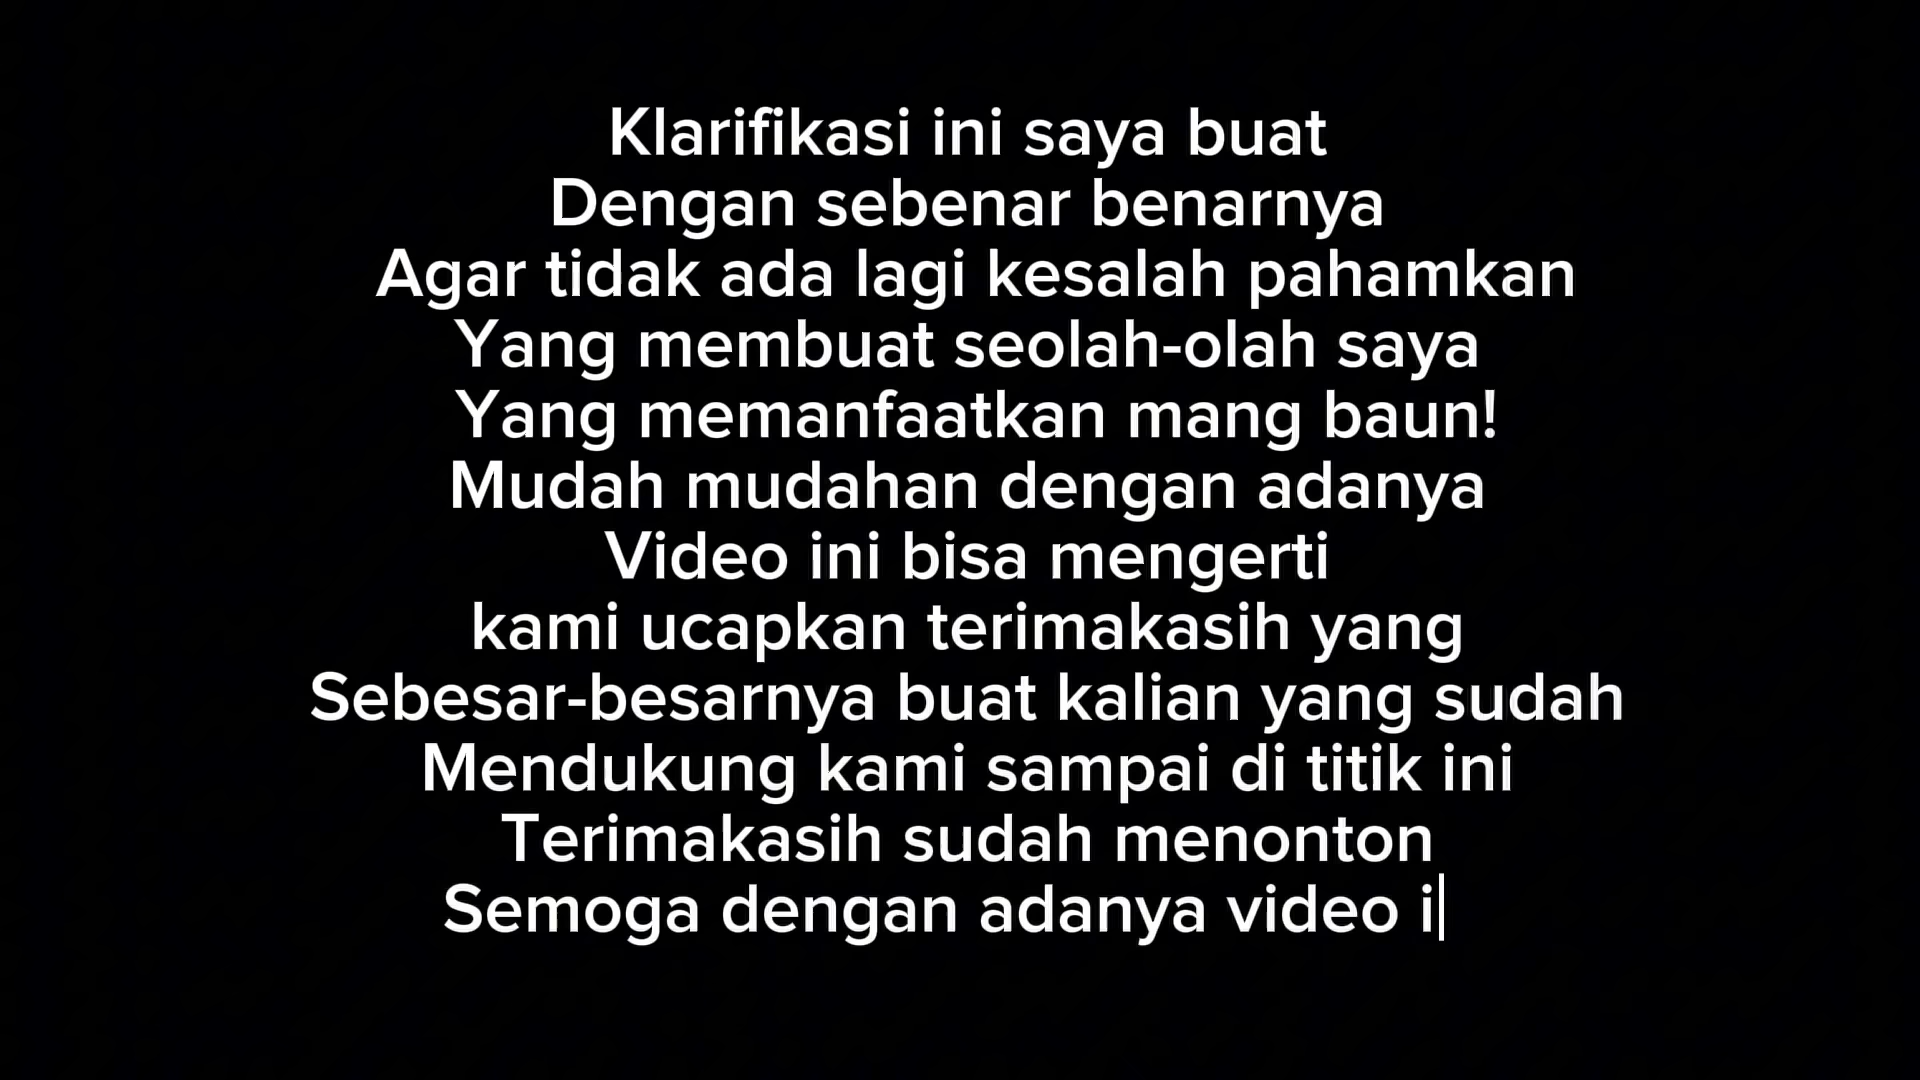 Klarifikasi ini saya buat
Dengan sebenar benarnya
Agar tidak ada lagi kesalah pahamkan
Yang membuat seolah-olah saya
Yang memanfaatkan mang baun!
Mudah mudahan dengan adanya
Video ini bisa mengerti
kami ucapkan terimakasih yang
Sebesar-besarnya buat kalian yang sudah
Mendukung kami sampai di titik ini
Terimakasih sudah menonton
Semoga dengan adanya video i